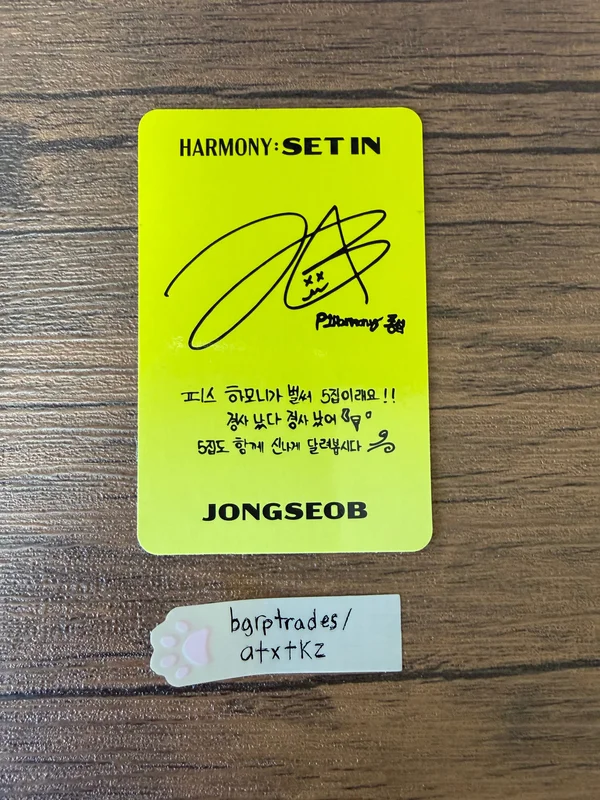 HARMONY: SET IN
P1Harmony 종섭
피스 하모니가 벌써 5집이래요!!
경사 났다 경사 났어
5집도 함께 신나게 달려봅시다
JONGSEOB
bgrptrades/
atxtkz